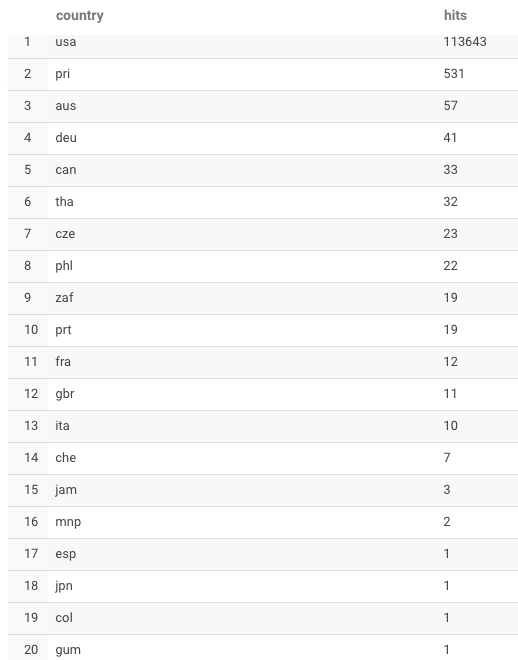 country hits
1 usa 113643
2 pri 531
3 aus 57
4 deu 41
5 can 33
6 tha 32
7 cze 23
8 phl 22
9 zaf 19
10 prt 19
11 fra 12
12 gbr 11
13 ita 10
14 che 7
15 jam 3
16 mnp 2
17 esp 1
18 jpn 1
19 col 1
20 gum 1